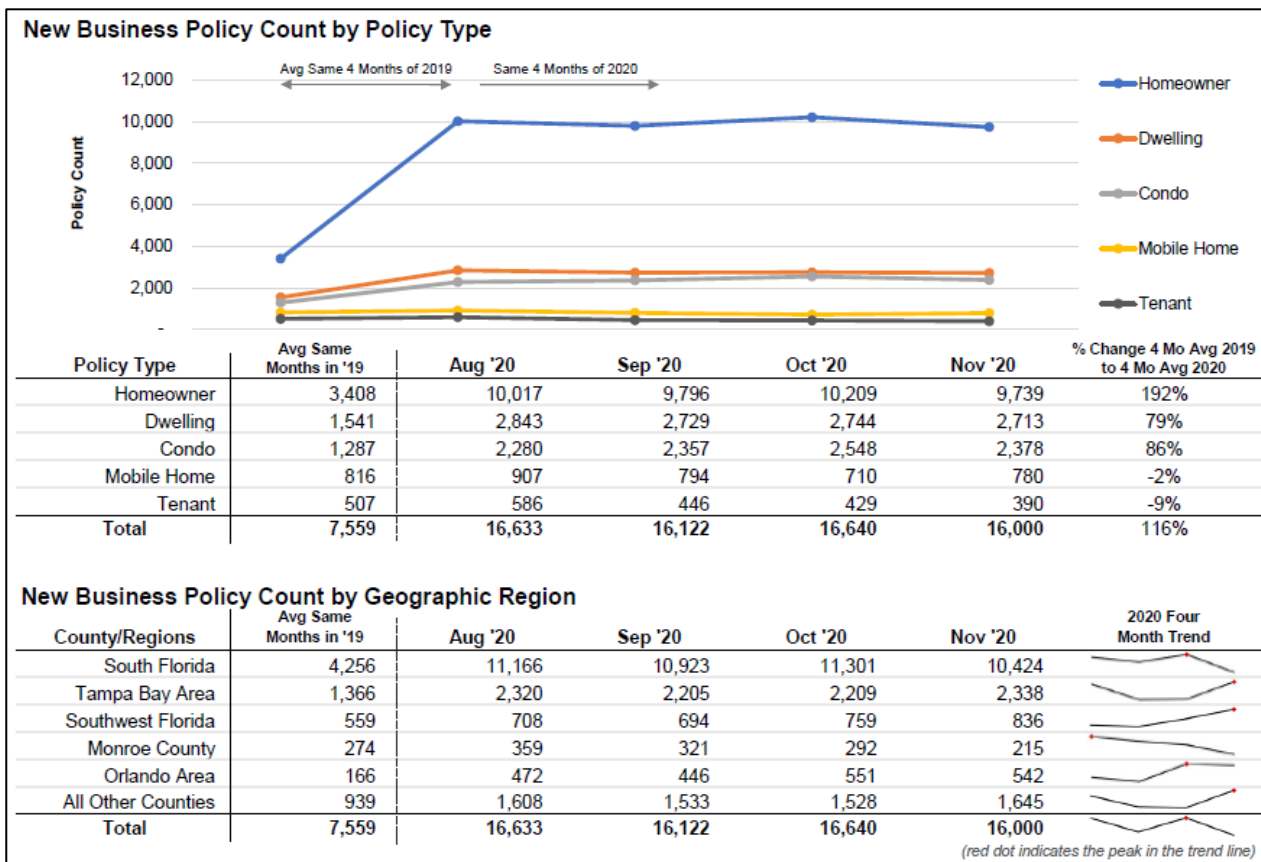 New Business Policy Count by Policy Type
Avg Same 4 Months of 2019 Same 4 Months of 2020
12,000
10,000
8,000
6,000
4,000
2,000
-
Policy Count
Homeowner
Dwelling
Condo
Mobile Home
Tenant
Policy Type Avg Same Months in '19 Aug '20 Sep '20 Oct '20 Nov '20 % Change 4 Mo Avg 2019 to 4 Mo Avg 2020
Homeowner 3,408 10,017 9,796 10,209 9,739 192%
Dwelling 1,541 2,843 2,729 2,744 2,713 79%
Condo 1,287 2,280 2,357 2,548 2,378 86%
Mobile Home 816 907 794 710 780 -2%
Tenant 507 586 446 429 390 -9%
Total 7,559 16,633 16,122 16,640 16,000 116%
New Business Policy Count by Geographic Region
County/Regions Avg Same Months in '19 Aug '20 Sep '20 Oct '20 Nov '20 2020 Four Month Trend
South Florida 4,256 11,166 10,923 11,301 10,424
Tampa Bay Area 1,366 2,320 2,205 2,209 2,338
Southwest Florida 559 708 694 759 836
Monroe County 274 359 321 292 215
Orlando Area 166 472 446 551 542
All Other Counties 939 1,608 1,533 1,528 1,645
Total 7,559 16,633 16,122 16,640 16,000
(red dot indicates the peak in the trend line)